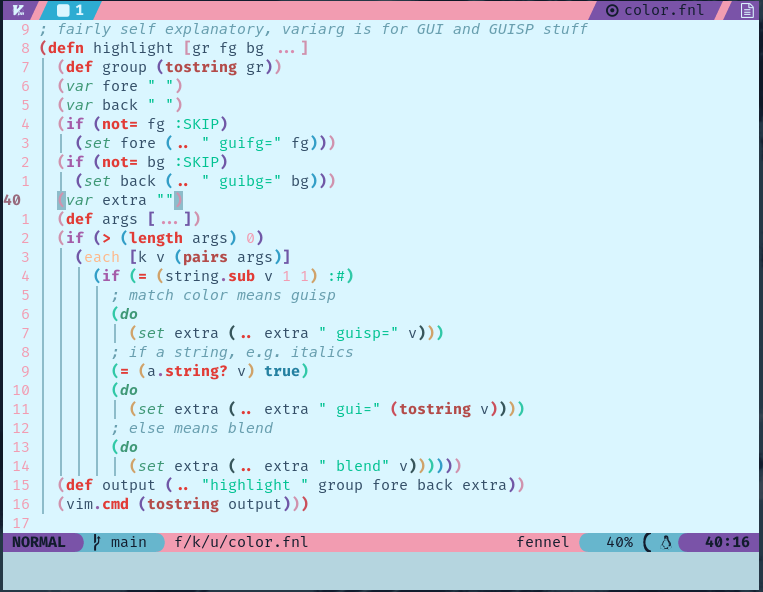 1 color.fnl
9 ; fairly self explanatory, variarg is for GUI and GUISP stuff
8 (defn highlight [gr fg bg ...]
7   (def group (tostring gr))
6   (var fore " ")
5   (var back " ")
4   (if (not= fg :SKIP)
3     (set fore (.. " guifg=" fg)))
2   (if (not= bg :SKIP)
1     (set back (.. " guibg=" bg)))
40   (var extra "")
1   (def args [...])
2   (if (> (length args) 0)
3     (each [k v (pairs args)]
4       (if (= (string.sub v 1 1) :#)
5         ; match color means guisp
6         (do
7           (set extra (.. extra " guisp=" v)))
8         ; if a string, e.g. italics
9         (= (a.string? v) true)
10         (do
11           (set extra (.. extra " gui=" (tostring v))))
12         ; else means blend
13         (do
14           (set extra (.. extra " blend" v))))))
15   (def output (.. "highlight " group fore back extra))
16   (vim.cmd (tostring output)))
17
NORMAL main f/k/u/color.fnl fennel 40% 40:16